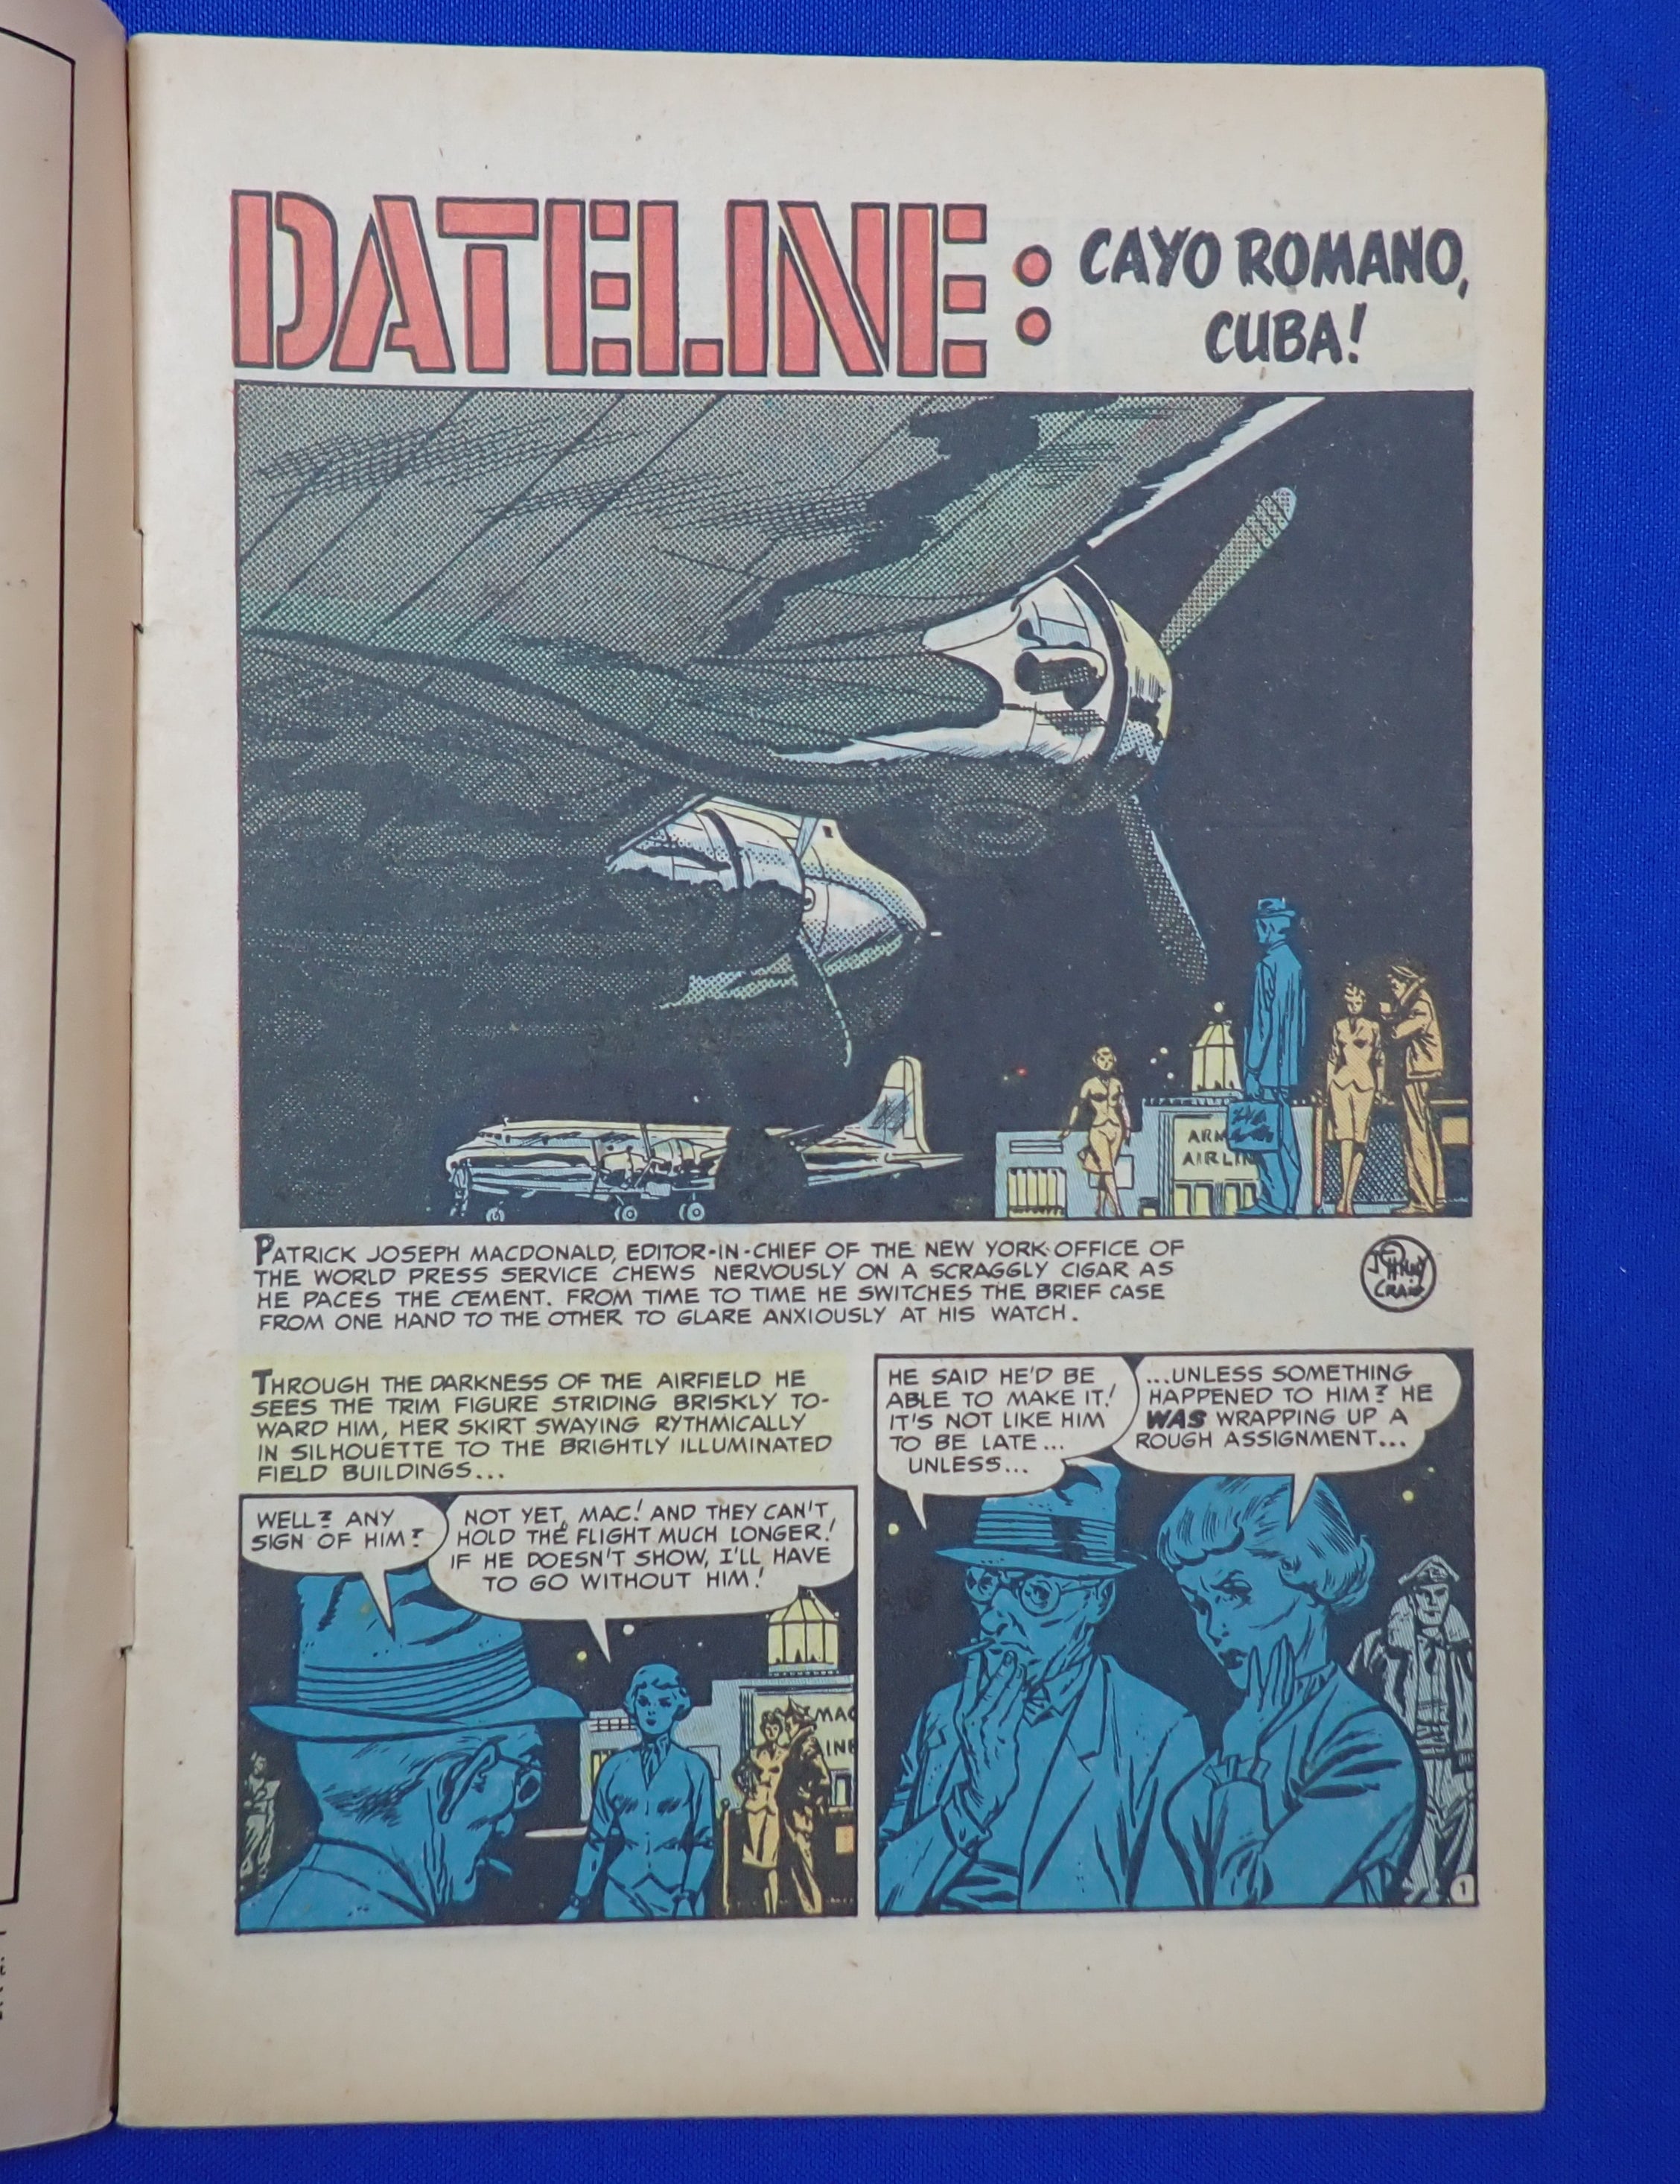 DATELINE: CAYO ROMANO,
CUBA!
ARM
AIRLIN
PATRICK JOSEPH MACDONALD, EDITOR-IN-CHIEF OF THE NEW YORK OFFICE OF
THE WORLD PRESS SERVICE CHEWS NERVOUSLY ON A SCRAGGLY CIGAR AS
HE PACES THE CEMENT. FROM TIME TO TIME HE SWITCHES THE BRIEF CASE
FROM ONE HAND TO THE OTHER TO GLARE ANXIOUSLY AT HIS WATCH.
JOHNNY
CRAIG
THROUGH THE DARKNESS OF THE AIRFIELD HE
SEES THE TRIM FIGURE STRIDING BRISKLY TO-
WARD HIM, HER SKIRT SWAYING RYTHMICALLY
IN SILHOUETTE TO THE BRIGHTLY ILLUMINATED
FIELD BUILDINGS...
WELL? ANY
SIGN OF HIM?
NOT YET, MAC! AND THEY CAN'T
HOLD THE FLIGHT MUCH LONGER!
IF HE DOESN'T SHOW, I'LL HAVE
TO GO WITHOUT HIM!
MAC
INE
HE SAID HE'D BE
ABLE TO MAKE IT!
IT'S NOT LIKE HIM
TO BE LATE...
UNLESS...
...UNLESS SOMETHING
HAPPENED TO HIM? HE
WAS WRAPPING UP A
ROUGH ASSIGNMENT...
1